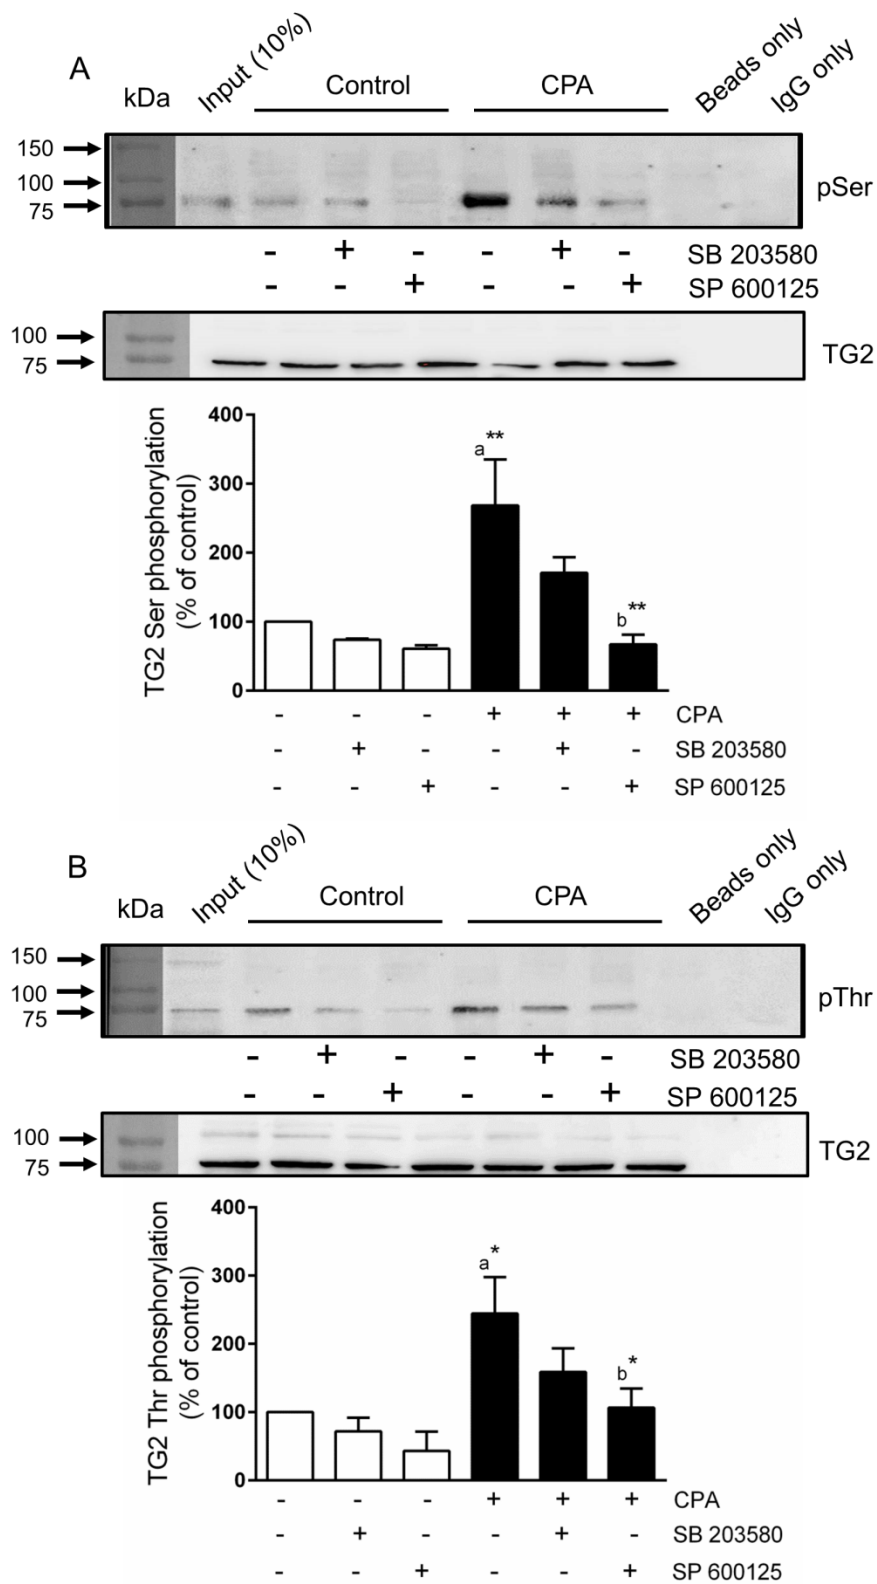 A
kDa Input (10%) Control CPA Beads only IgG only
150
100
75
pSer
- + - - + - SB 203580
- - + - - + SP 600125
100
75
TG2
TG2 Ser phosphorylation
(% of control)
400
300
200
100
0
a **
b **
- - - + + + CPA
- + - - + - SB 203580
- - + - - + SP 600125
B
kDa Input (10%) Control CPA Beads only IgG only
150
100
75
pThr
- + - - + - SB 203580
- - + - - + SP 600125
100
75
TG2
TG2 Thr phosphorylation
(% of control)
400
300
200
100
0
a *
b *
- - - + + + CPA
- + - - + - SB 203580
- - + - - + SP 600125